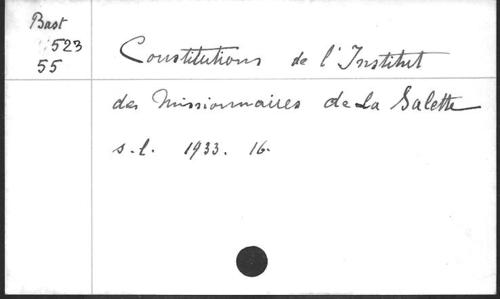 Bast
523
55
Constitutions de l'Institut
des Missionnaires de La Salette
s.l. 1933. 16.